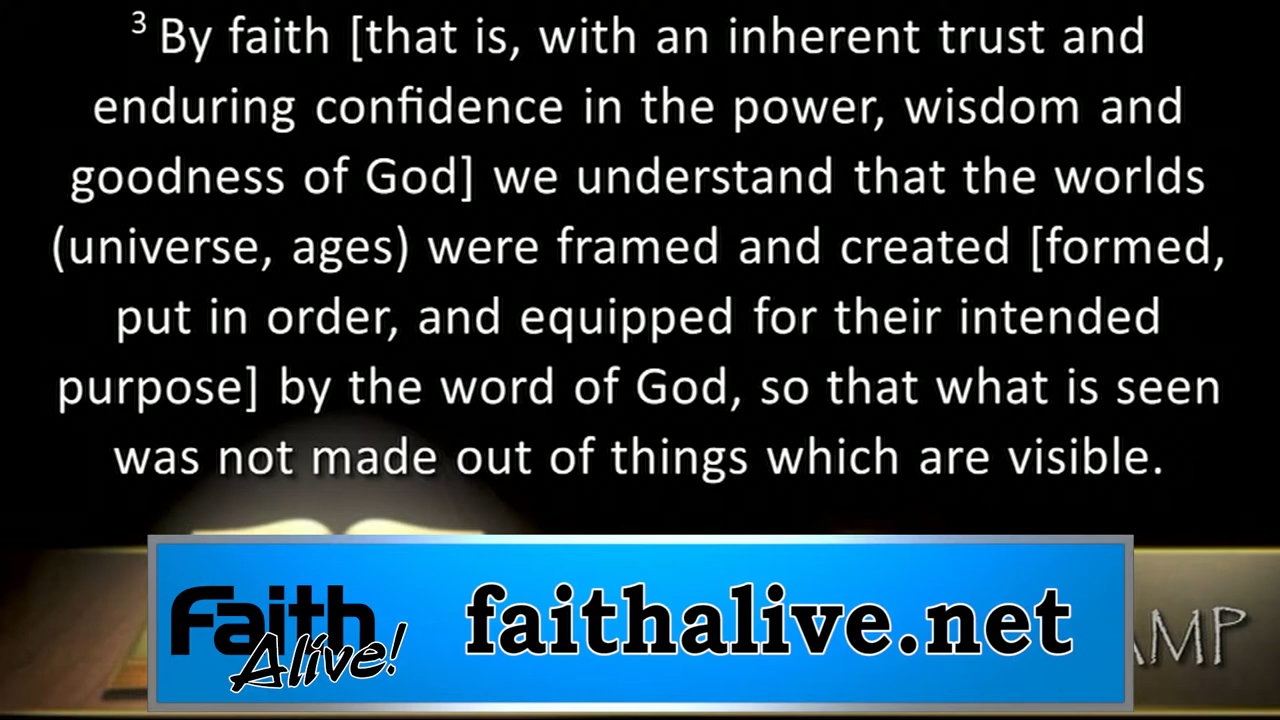 3 By faith [that is, with an inherent trust and
enduring confidence in the power, wisdom and
goodness of God] we understand that the worlds
(universe, ages) were framed and created [formed,
put in order, and equipped for their intended
purpose] by the word of God, so that what is seen
was not made out of things which are visible.
Faith
Alive!
faithalive.net
AMP